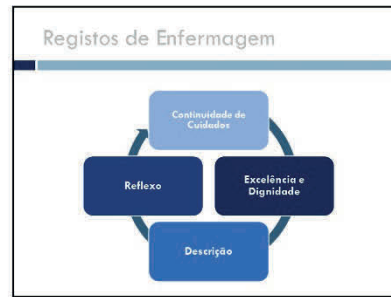 Registos de Enfermagem
Continuidade de
Cuidados
Reflexo
Excelência e
Dignidade
Descrição